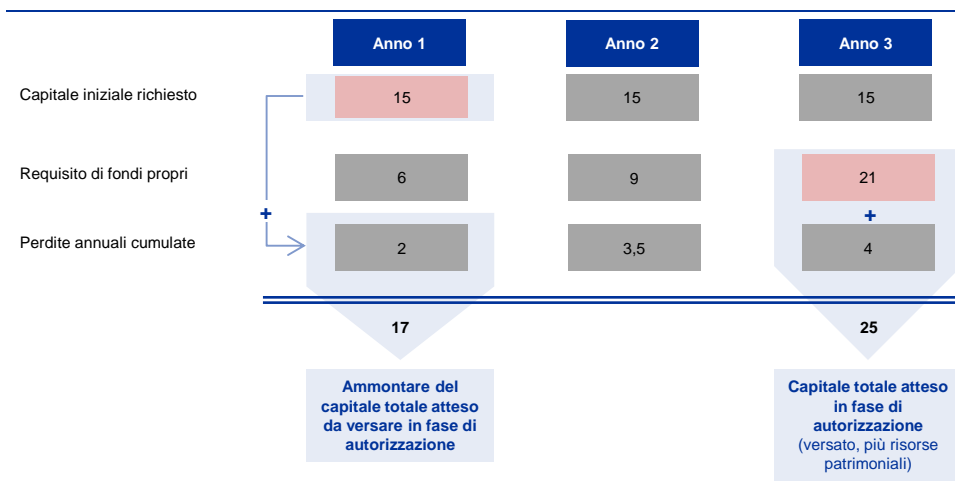 Anno 1
Anno 2
Anno 3
Capitale iniziale richiesto
15
15
15
Requisito di fondi propri
6
9
21
+
+
Perdite annuali cumulate
2
3,5
4
17
25
Ammontare del
capitale totale atteso
da versare in fase di
autorizzazione
Capitale totale atteso
in fase di
autorizzazione
(versato, più risorse
patrimoniali)